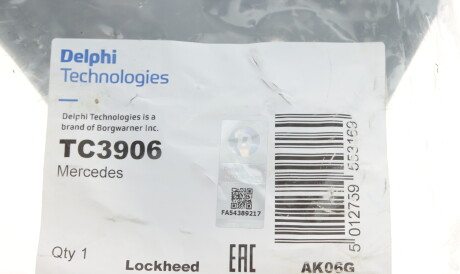 Delphi
Technologies
Delphi Technologies is a
brand of Borgwarner Inc.
TC3906
Mercedes
FA54389217
5 012759 553169
Qty 1
Lockheed
EAC
AK06G